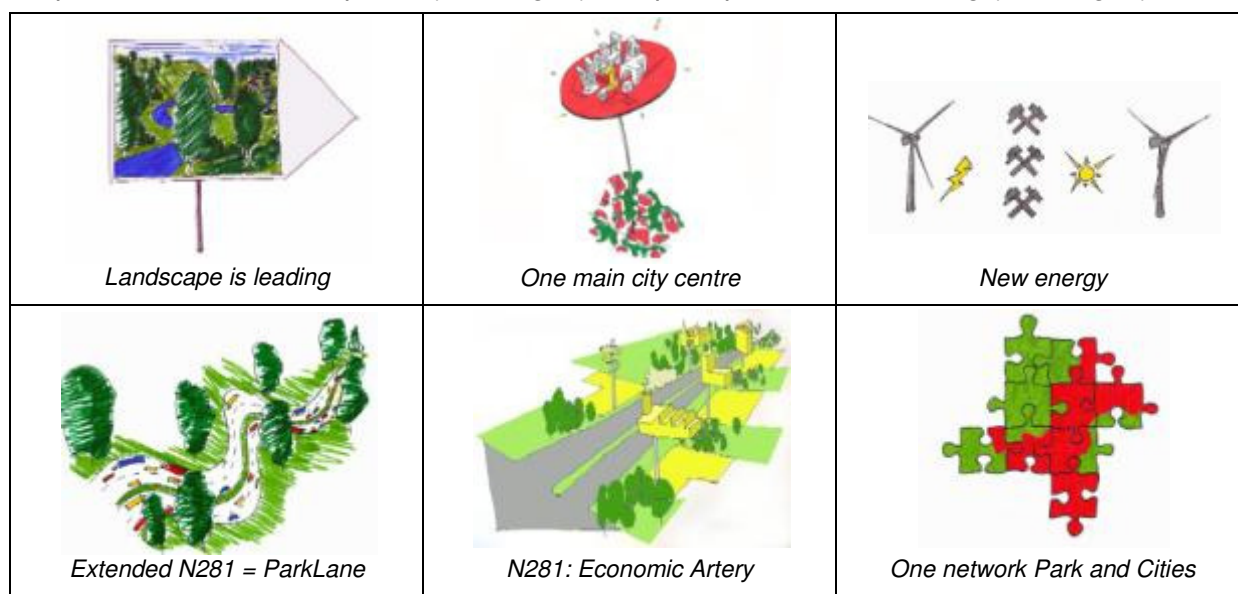 Landscape is leading
One main city centre
New energy
Extended N281 = ParkLane
N281: Economic Artery
One network Park and Cities